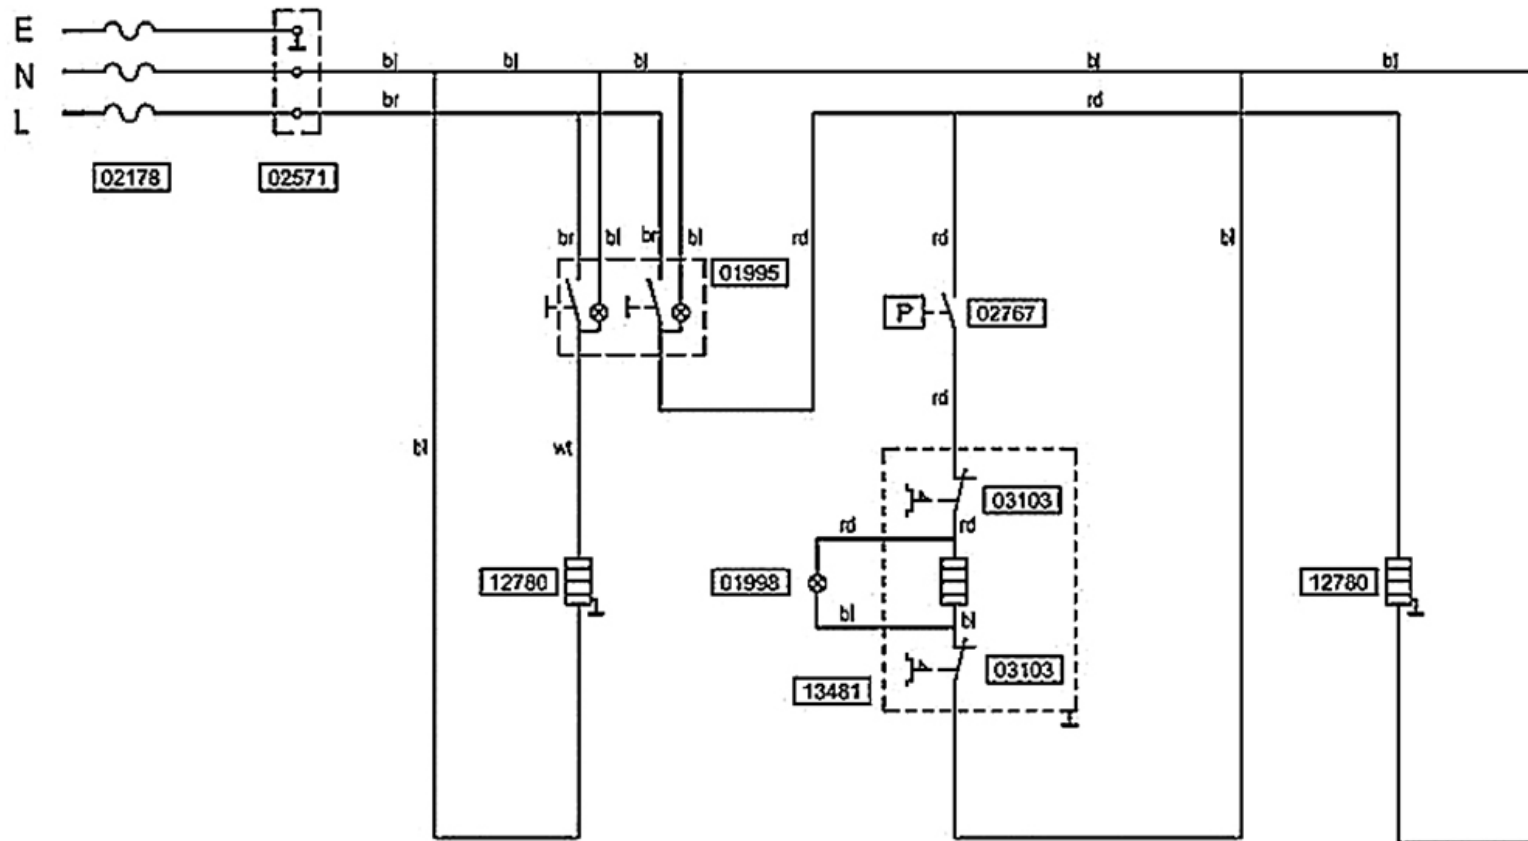 E
bl bl bl bl bl
N
br rd
L
02178 02571
br bl br bl rd rd bl
01995
P 02767
rd
bl wt
03103
rd rd
12780 01998 12780
bl bl
03103
13481